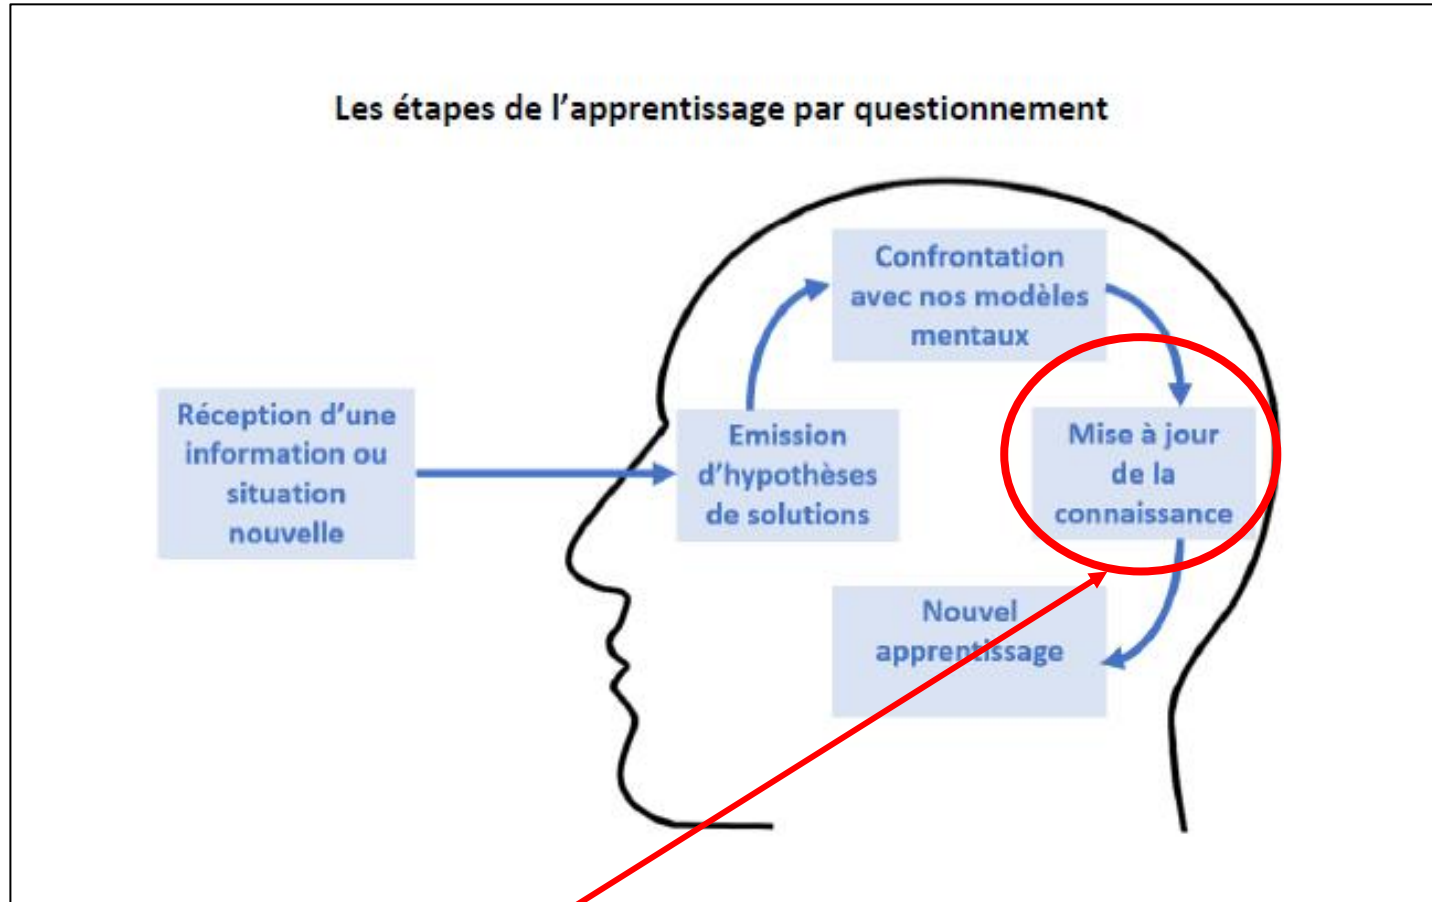 Les étapes de l'apprentissage par questionnement
Réception d'une
information ou
situation
nouvelle
Emission
d'hypothèses
de solutions
Confrontation
avec nos modèles
mentaux
Mise à jour
de la
connaissance
Nouvel
apprentissage